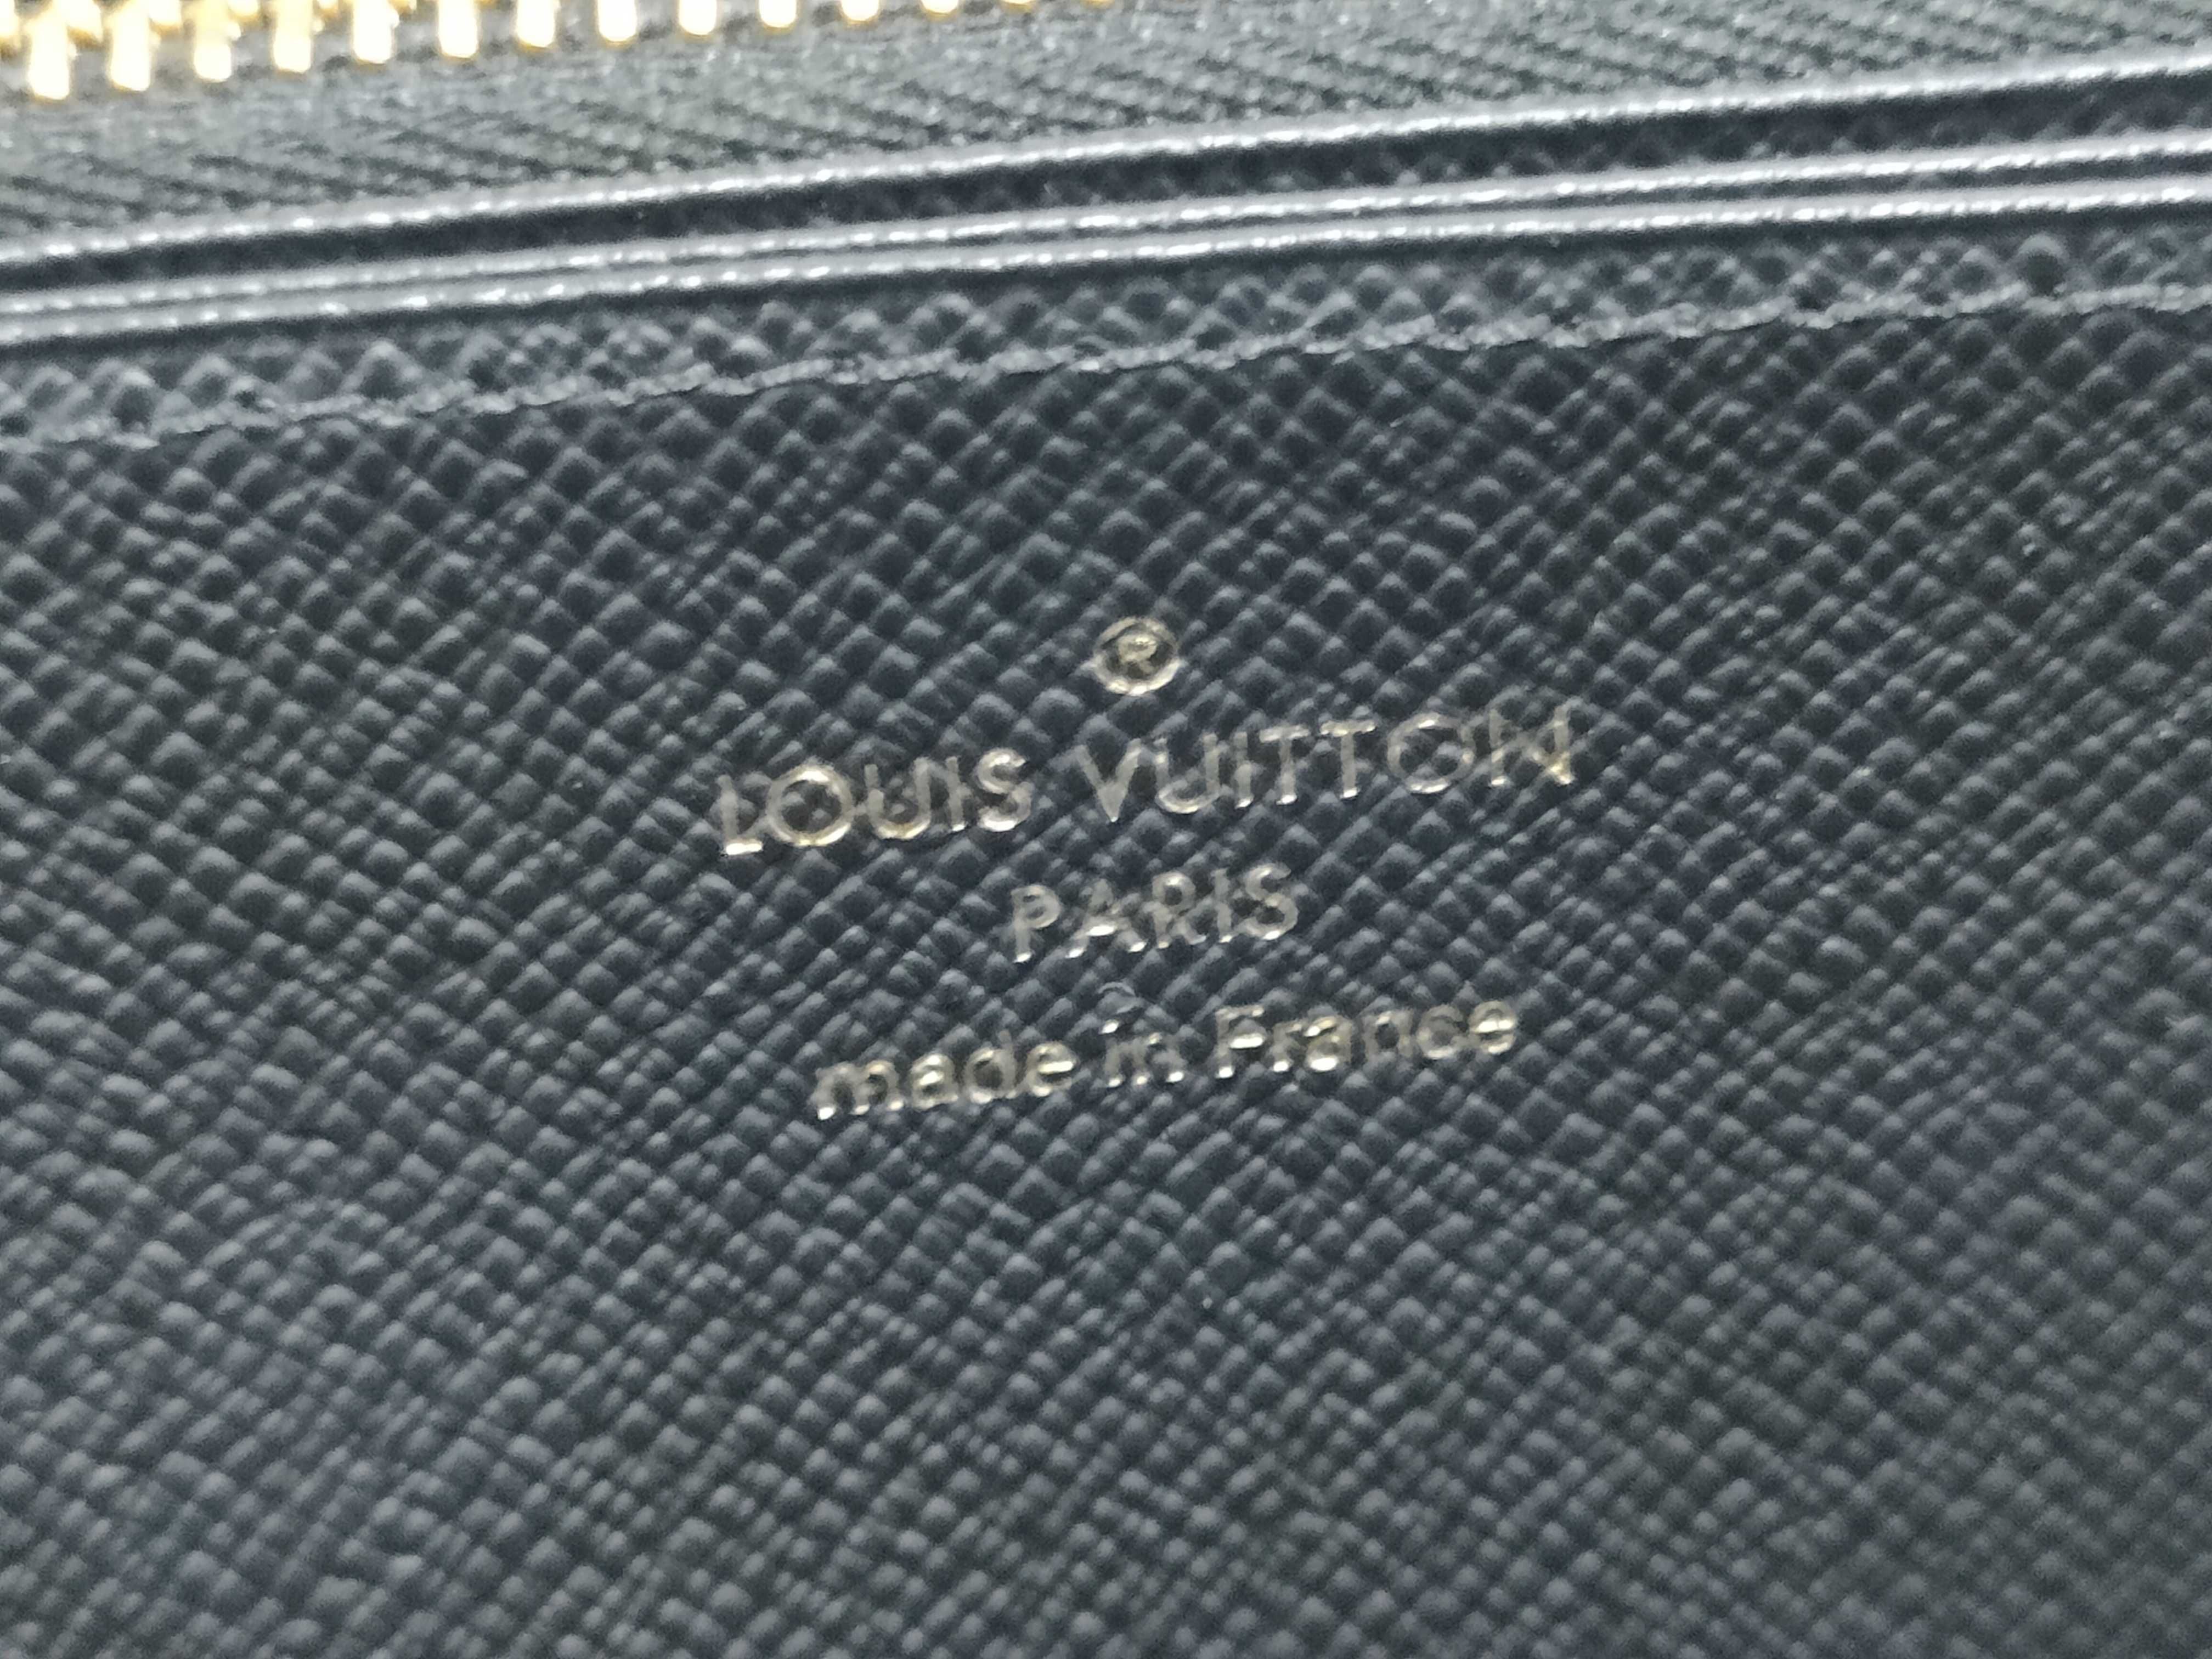 ®
LOUIS VUITTON
PARIS
made in France